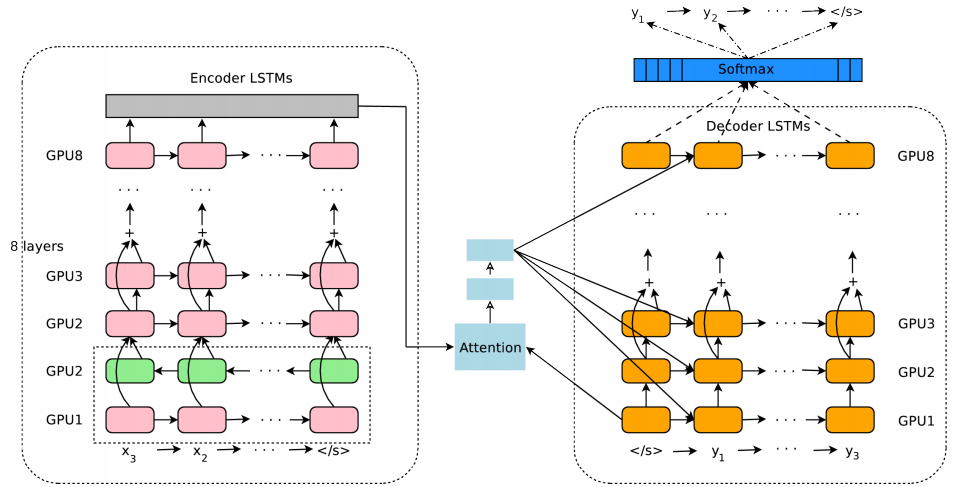 y1 y2 · · · </s>
Softmax
Encoder LSTMs
Decoder LSTMs
GPU8 · · ·
· · · GPU8
· · · · · · · · ·
· · · · · · · · ·
+ + +
8 layers
GPU3 · · ·
+ + +
GPU2 · · ·
· · · GPU3
Attention
GPU2 · · ·
· · · GPU2
GPU1 · · ·
· · · GPU1
x3 x2 · · · </s>
</s> y1 · · · y3